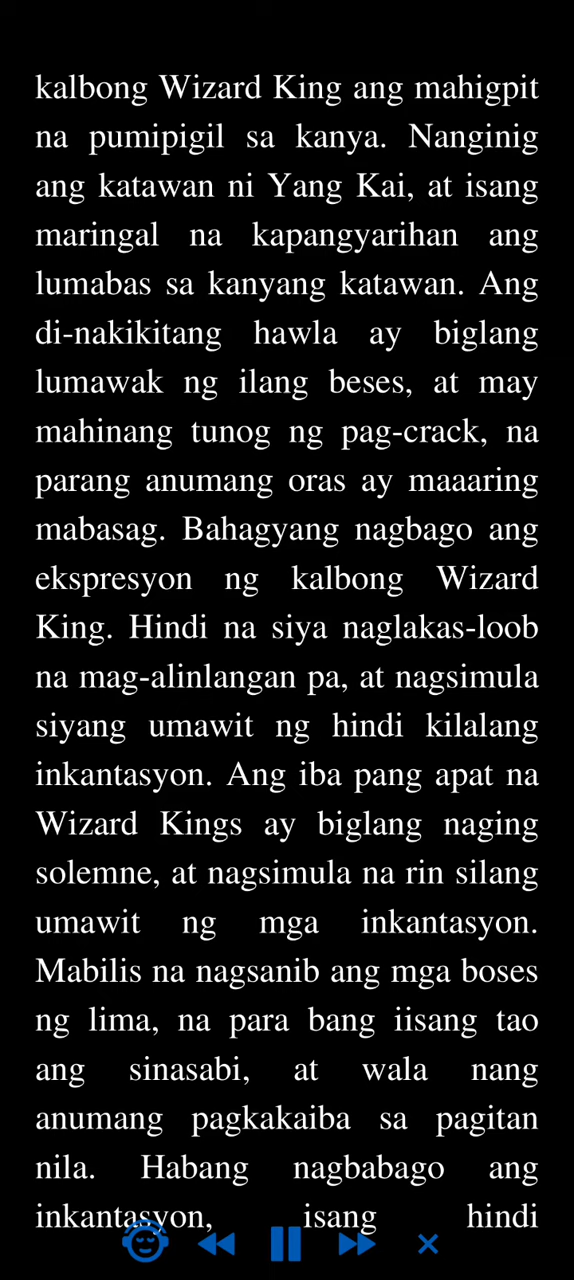 kalbong Wizard King ang mahigpit
na pumipigil sa kanya. Nanginig
ang katawan ni Yang Kai, at isang
maringal na kapangyarihan ang
lumabas sa kanyang katawan. Ang
di-nakikitang hawla ay biglang
lumawak ng ilang beses, at may
mahinang tunog ng pag-crack, na
parang anumang oras ay maaaring
mabasag. Bahagyang nagbago ang
ekspresyon ng kalbong Wizard
King. Hindi na siya naglakas-loob
na mag-alinlangan pa, at nagsimula
siyang umawit ng hindi kilalang
inkantasyon. Ang iba pang apat na
Wizard Kings ay biglang naging
solemne, at nagsimula na rin silang
umawit ng mga inkantasyon.
Mabilis na nagsanib ang mga boses
ng lima, na para bang iisang tao
ang sinasabi, at wala nang
anumang pagkakaiba sa pagitan
nila. Habang nagbabago ang
inkantasyon, isang hindi